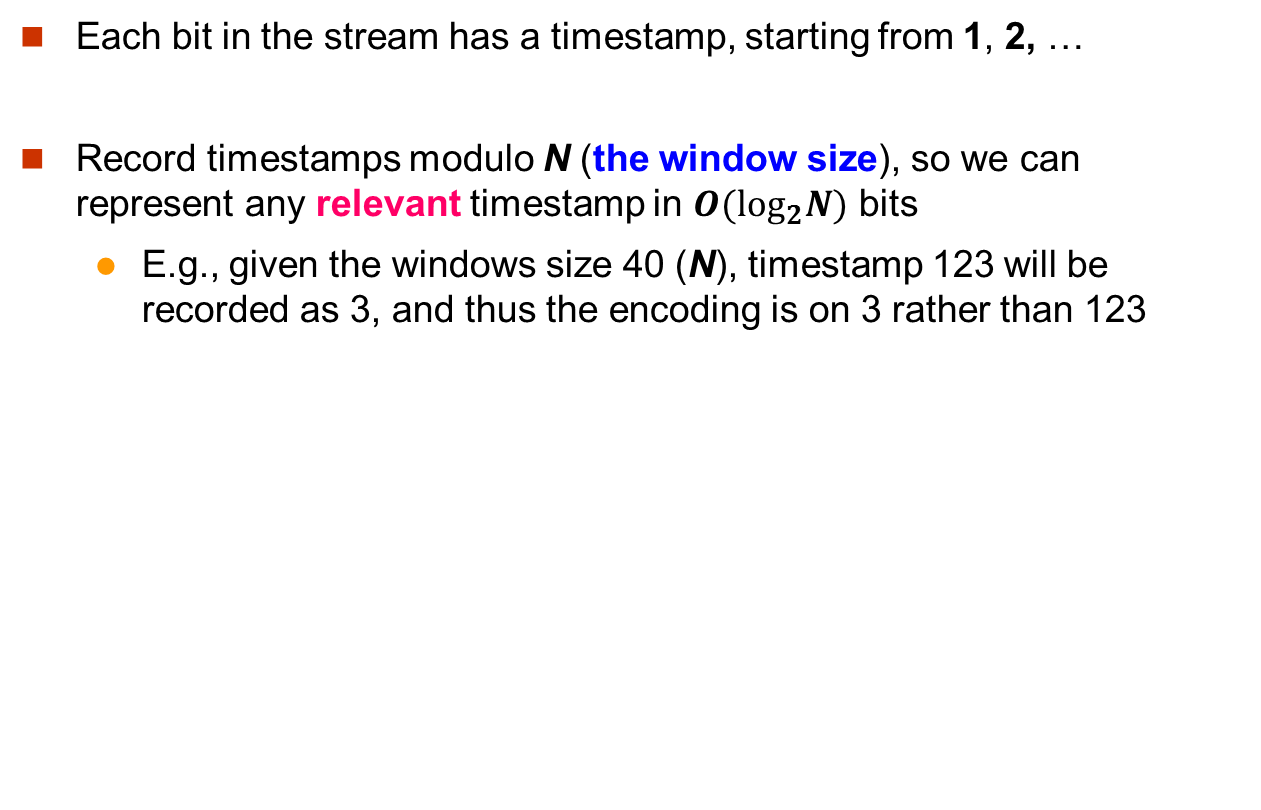 ■ Each bit in the stream has a timestamp, starting from 1, 2, …
■ Record timestamps modulo N (the window size), so we can
represent any relevant timestamp in O(log₂N) bits
● E.g., given the windows size 40 (N), timestamp 123 will be
recorded as 3, and thus the encoding is on 3 rather than 123